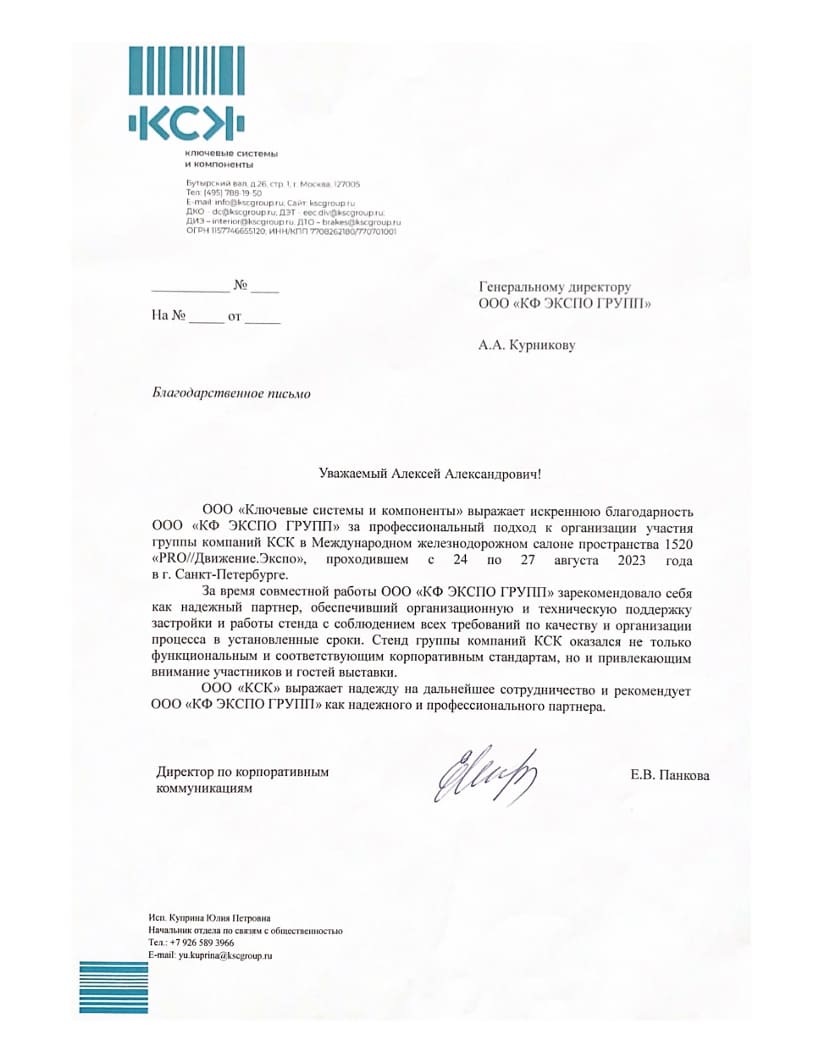 КСК
ключевые системы
и компоненты
Бутырский вал, д.26, стр. 1, г. Москва, 127005
Тел: (495) 788-19-50
E-mail: info@kscgroup.ru; Сайт: kscgroup.ru
ДКО - dc@kscgroup.ru; ДЭТ - eec.div@kscgroup.ru;
ДИЭ – interior@kscgroup.ru; ДТО – brakes@kscgroup.ru
ОГРН 1157746655120; ИНН/КПП 7708262180/770701001
___________ № ____
На № _____ от _____
Генеральному директору
ООО «КФ ЭКСПО ГРУПП»
А.А. Курникову
Благодарственное письмо
Уважаемый Алексей Александрович!
ООО «Ключевые системы и компоненты» выражает искреннюю благодарность
ООО «КФ ЭКСПО ГРУПП» за профессиональный подход к организации участия
группы компаний КСК в Международном железнодорожном салоне пространства 1520
«PRO//Движение.Экспо», проходившем с 24 по 27 августа 2023 года
в г. Санкт-Петербурге.
За время совместной работы ООО «КФ ЭКСПО ГРУПП» зарекомендовало себя
как надежный партнер, обеспечивший организационную и техническую поддержку
застройки и работы стенда с соблюдением всех требований по качеству и организации
процесса в установленные сроки. Стенд группы компаний КСК оказался не только
функциональным и соответствующим корпоративным стандартам, но и привлекающим
внимание участников и гостей выставки.
ООО «КСК» выражает надежду на дальнейшее сотрудничество и рекомендует
ООО «КФ ЭКСПО ГРУПП» как надежного и профессионального партнера.
Директор по корпоративным
коммуникациям
Е.В. Панкова
Исп. Куприна Юлия Петровна
Начальник отдела по связям с общественностью
Тел.: +7 926 589 3966
E-mail: yu.kuprina@kscgroup.ru